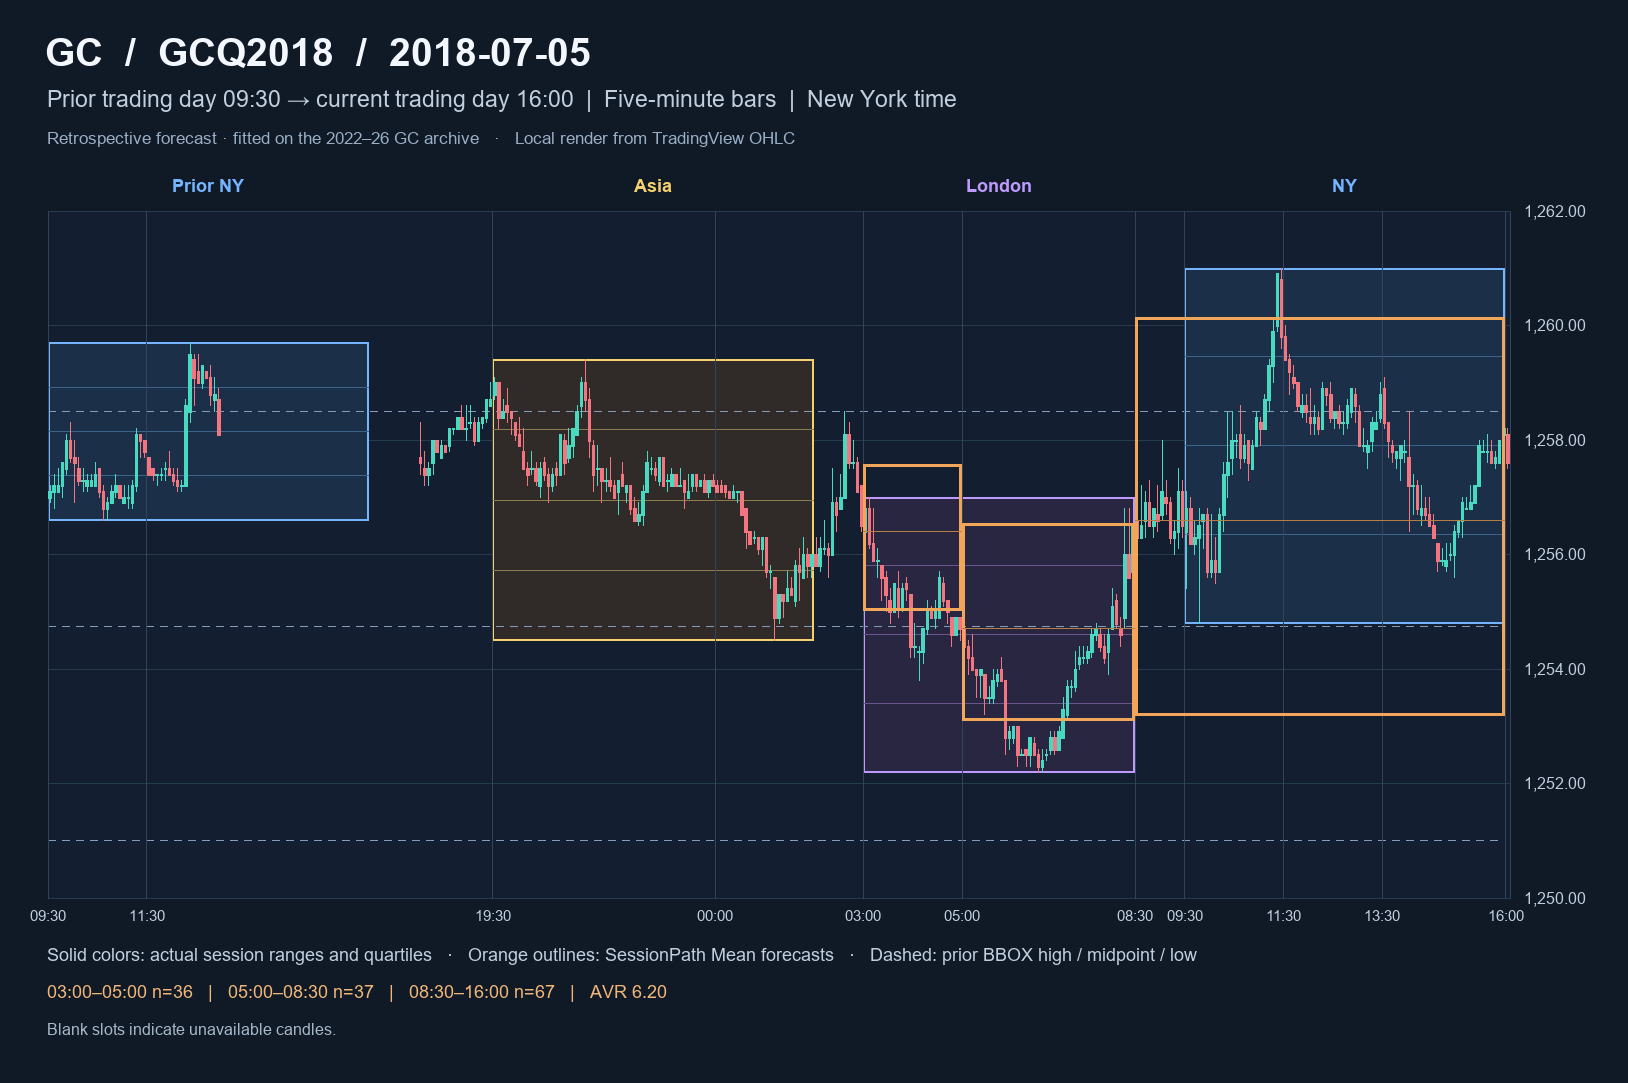 GC / GCQ2018 / 2018-07-05
Prior trading day 09:30 → current trading day 16:00 | Five-minute bars | New York time
Retrospective forecast · fitted on the 2022–26 GC archive · Local render from TradingView OHLC
Prior NY Asia London NY
1,262.00
1,260.00
1,258.00
1,256.00
1,254.00
1,252.00
1,250.00
09:30 11:30 19:30 00:00 03:00 05:00 08:30 09:30 11:30 13:30 16:00
Solid colors: actual session ranges and quartiles · Orange outlines: SessionPath Mean forecasts · Dashed: prior BBOX high / midpoint / low
03:00–05:00 n=36 | 05:00–08:30 n=37 | 08:30–16:00 n=67 | AVR 6.20
Blank slots indicate unavailable candles.